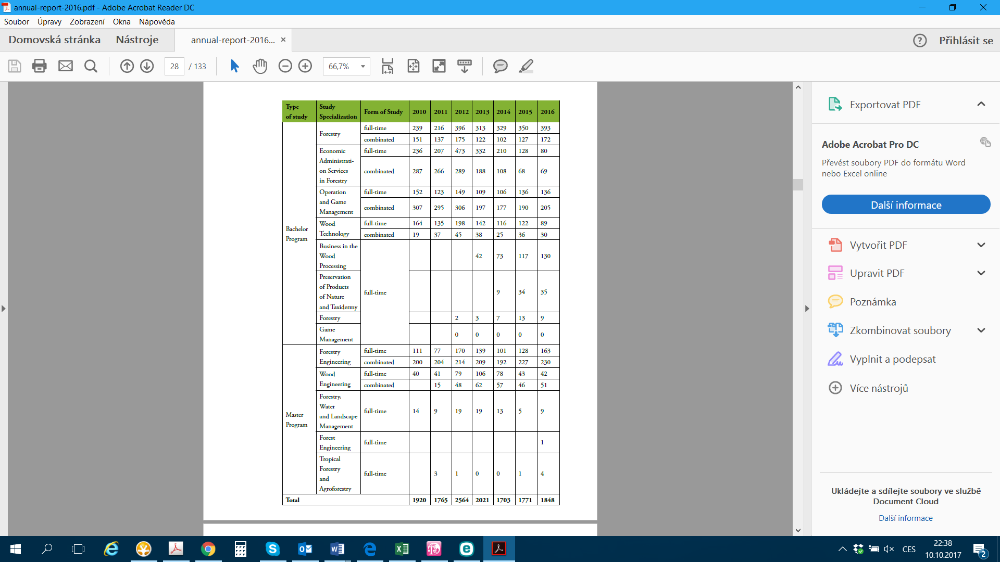 annual-report-2016.pdf - Adobe Acrobat Reader DC
Soubor Úpravy Zobrazení Okna Nápověda
Domovská stránka Nástroje annual-report-2016... × ? Přihlásit se
28 / 133 66,7%
Type of study Study Specialization Form of Study 2010 2011 2012 2013 2014 2015 2016
Bachelor Program
Forestry full-time 239 216 396 313 329 350 393
combinated 151 137 175 122 102 127 172
Economic Administrati-on Services in Forestry full-time 236 207 473 332 210 128 80
combinated 287 266 289 188 108 68 69
Operation and Game Management full-time 152 123 149 109 106 136 136
combinated 307 295 306 197 177 190 205
Wood Technology full-time 164 135 198 142 116 122 89
combinated 19 37 45 38 25 36 30
Business in the Wood Processing 42 73 117 130
Preservation of Products of Nature and Taxidermy full-time 9 34 35
Forestry 2 3 7 13 9
Game Management 0 0 0 0 0
Master Program
Forestry Engineering full-time 111 77 170 139 101 128 163
combinated 200 204 214 209 192 227 230
Wood Engineering full-time 40 41 79 106 78 43 42
combinated 15 48 62 57 46 51
Forestry, Water and Landscape Management full-time 14 9 19 19 13 5 9
Forest Engineering full-time 1
Tropical Forestry and Agroforestry full-time 3 1 0 0 1 4
Total 1920 1765 2564 2021 1703 1771 1848
Exportovat PDF
Adobe Acrobat Pro DC
Převést soubory PDF do formátu Word
nebo Excel online
Další informace
Vytvořit PDF
Upravit PDF
Poznámka
Zkombinovat soubory
Vyplnit a podepsat
Více nástrojů
Ukládejte a sdílejte soubory ve službě
Document Cloud
Další informace
CES
22:38
10.10.2017
2